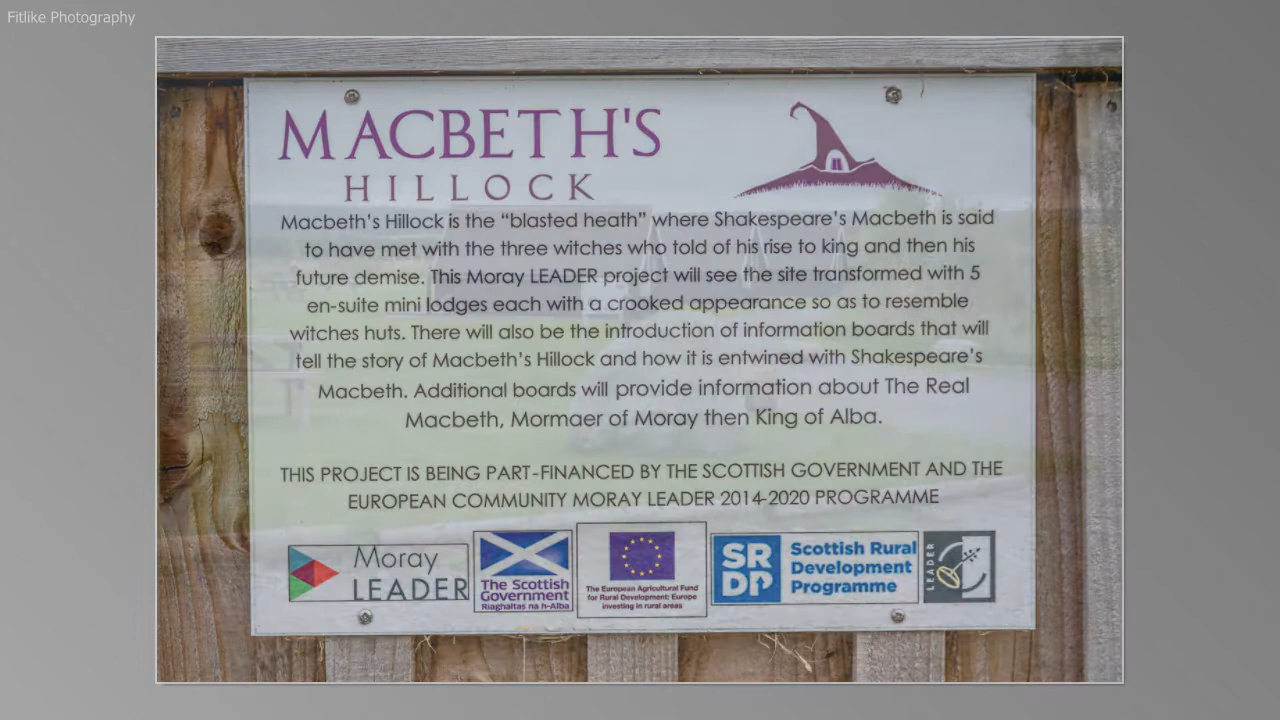 Fitlike Photography
MACBETH'S
HILLOCK
Macbeth's Hillock is the “blasted heath” where Shakespeare's Macbeth is said
to have met with the three witches who told of his rise to king and then his
future demise. This Moray LEADER project will see the site transformed with 5
en-suite mini lodges each with a crooked appearance so as to resemble
witches huts. There will also be the introduction of information boards that will
tell the story of Macbeth's Hillock and how it is entwined with Shakespeare's
Macbeth. Additional boards will provide information about The Real
Macbeth, Mormaer of Moray then King of Alba.
THIS PROJECT IS BEING PART-FINANCED BY THE SCOTTISH GOVERNMENT AND THE
EUROPEAN COMMUNITY MORAY LEADER 2014-2020 PROGRAMME
Moray
LEADER
The Scottish
Government
Riaghaltas na h-Alba
The European Agricultural Fund
for Rural Development: Europe
investing in rural areas
SR
DP
Scottish Rural
Development
Programme
LEADER